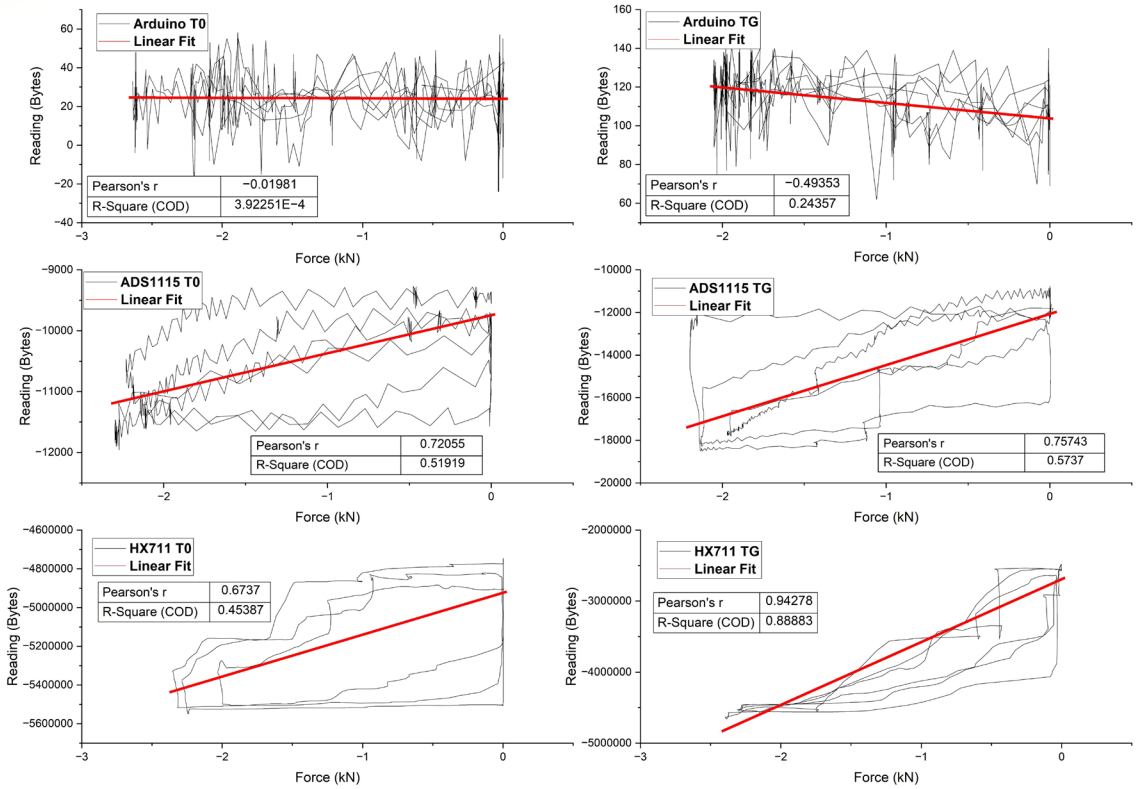 Arduino T0
Linear Fit
60
40
20
0
−20
−40
Reading (Bytes)
Pearson's r −0.01981
R-Square (COD) 3.92251E−4
−3 −2 −1 0
Force (kN)
Arduino TG
Linear Fit
160
140
120
100
80
60
Reading (Bytes)
Pearson's r −0.49353
R-Square (COD) 0.24357
−2 −1 0
Force (kN)
−9000
ADS1115 T0
Linear Fit
−10000
−11000
−12000
Reading (Bytes)
Pearson's r 0.72055
R-Square (COD) 0.51919
−2 −1 0
Force (kN)
−10000
ADS1115 TG
Linear Fit
−12000
−14000
−16000
−18000
−20000
Reading (Bytes)
Pearson's r 0.75743
R-Square (COD) 0.5737
−2 −1 0
Force (kN)
−4600000
HX711 T0
Linear Fit
−4800000
−5000000
−5200000
−5400000
−5600000
−5800000
Reading (Bytes)
Pearson's r 0.6737
R-Square (COD) 0.45387
−3 −2 −1 0
Force (kN)
−2000000
HX711 TG
Linear Fit
−3000000
−4000000
−5000000
Reading (Bytes)
Pearson's r 0.94278
R-Square (COD) 0.88883
−3 −2 −1 0
Force (kN)